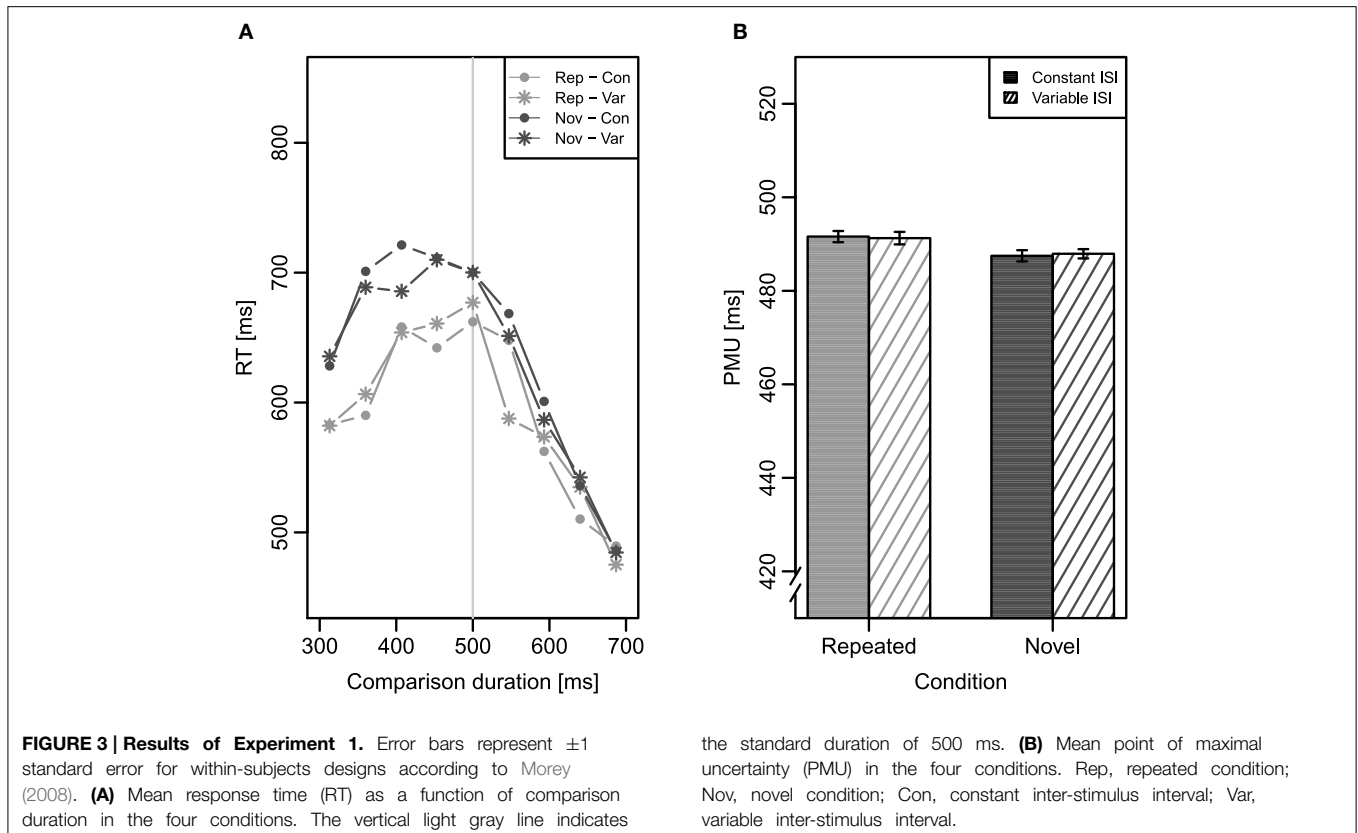 A
RT [ms]
800
700
600
500
Rep – Con
Rep – Var
Nov – Con
Nov – Var
300 400 500 600 700
Comparison duration [ms]
B
PMU [ms]
520
500
480
460
440
420
Constant ISI
Variable ISI
Repeated Novel
Condition
FIGURE 3 | Results of Experiment 1. Error bars represent ±1
standard error for within-subjects designs according to Morey
(2008). (A) Mean response time (RT) as a function of comparison
duration in the four conditions. The vertical light gray line indicates
the standard duration of 500 ms. (B) Mean point of maximal
uncertainty (PMU) in the four conditions. Rep, repeated condition;
Nov, novel condition; Con, constant inter-stimulus interval; Var,
variable inter-stimulus interval.